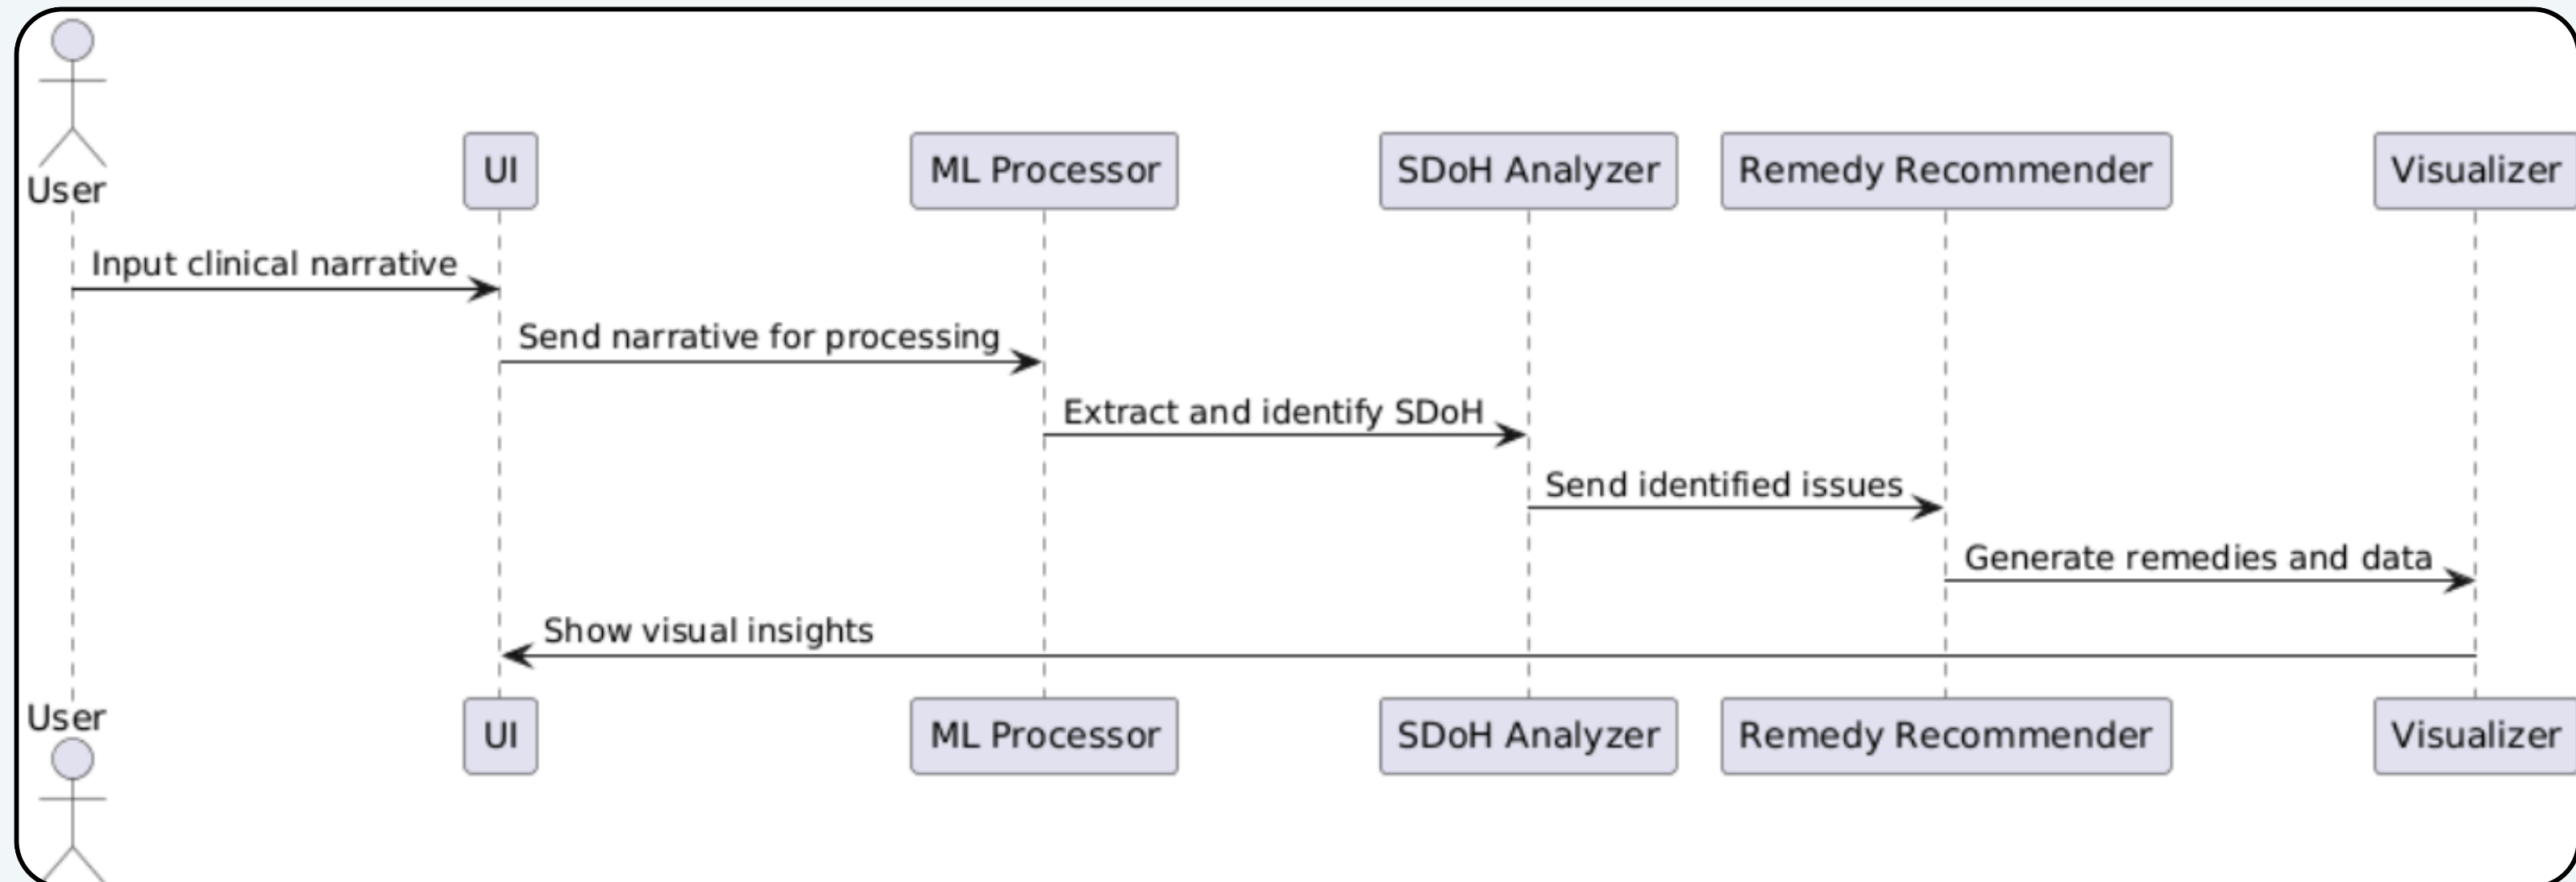 User
UI
ML Processor
SDoH Analyzer
Remedy Recommender
Visualizer
Input clinical narrative
Send narrative for processing
Extract and identify SDoH
Send identified issues
Generate remedies and data
Show visual insights
User
UI
ML Processor
SDoH Analyzer
Remedy Recommender
Visualizer